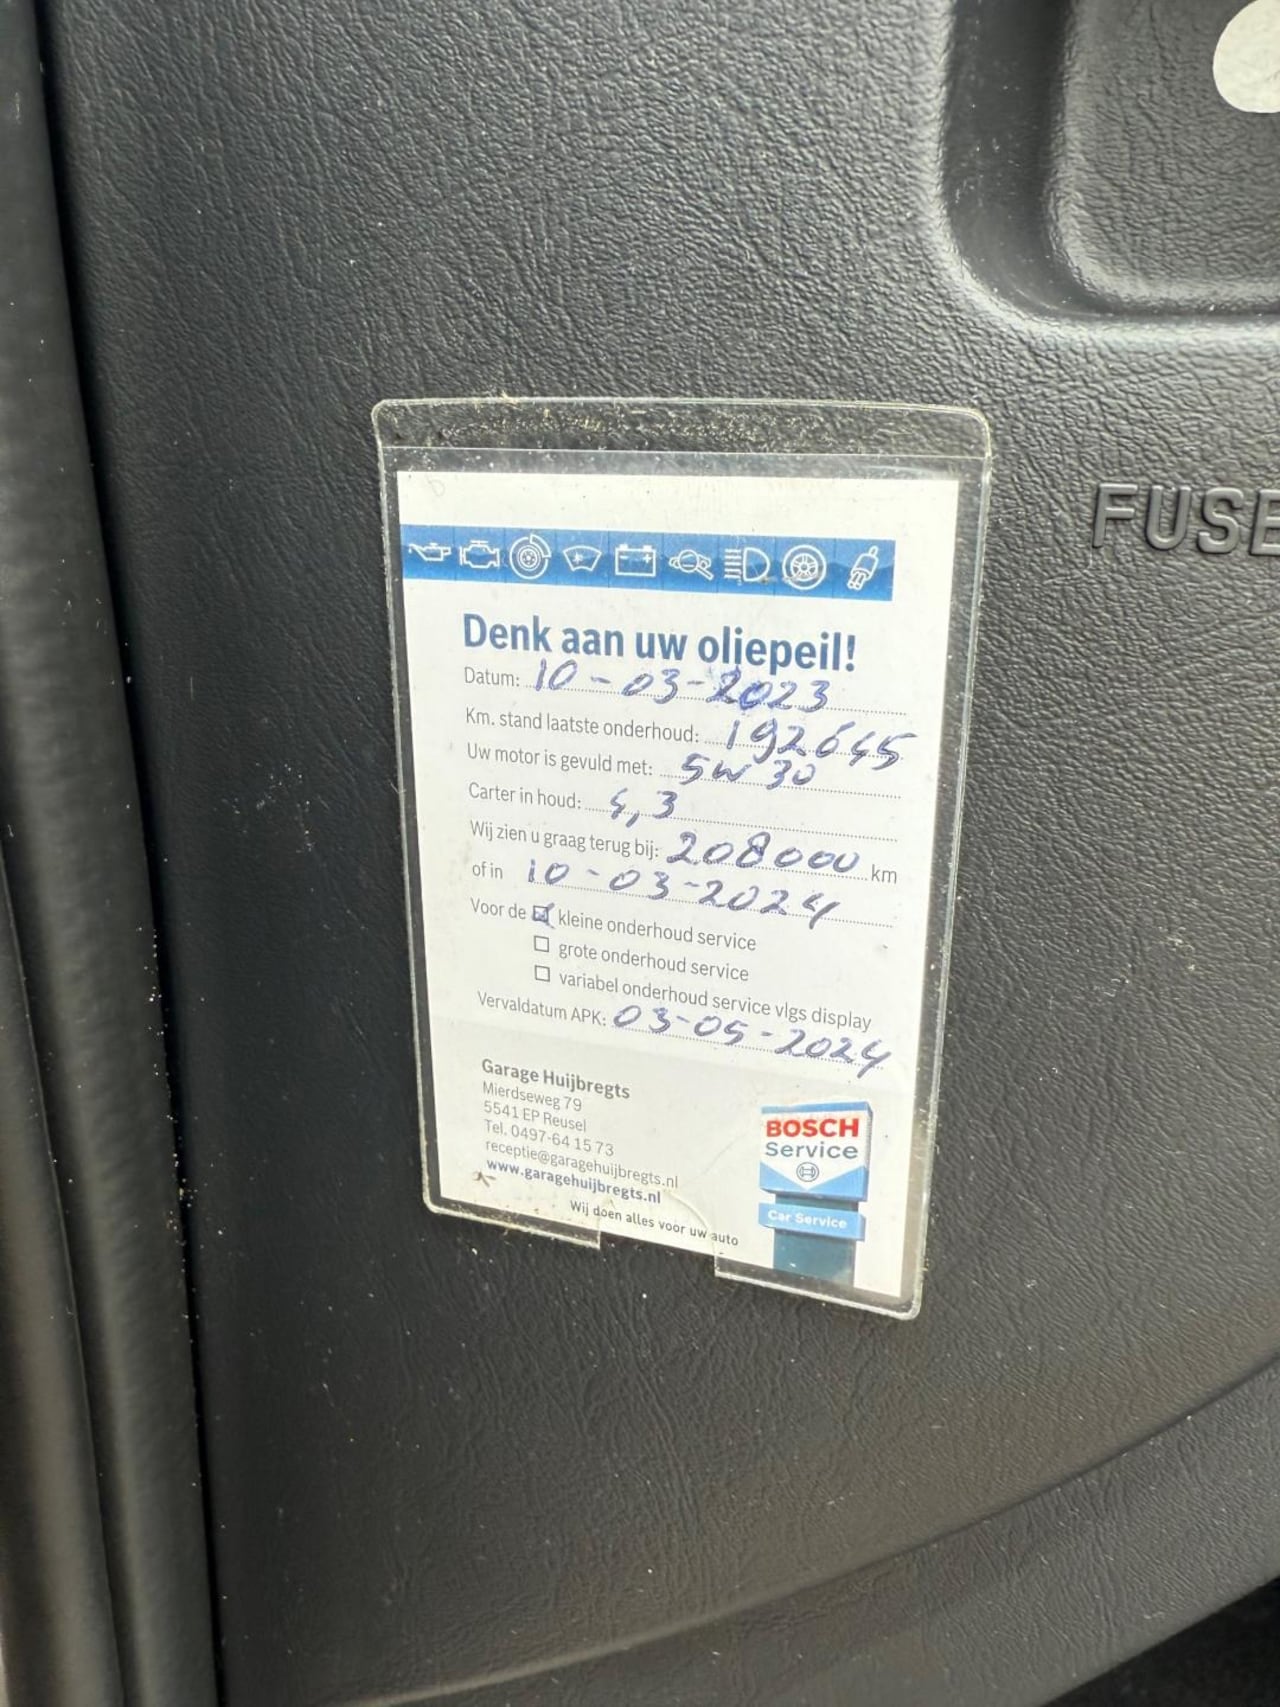 FUSE
Denk aan uw oliepeil!
Datum: 10-03-2023
Km. stand laatste onderhoud: 192645
Uw motor is gevuld met: 5w30
Carter in houd: 4,3
Wij zien u graag terug bij: 208000 km
of in 10-03-2024
Voor de ☒ kleine onderhoud service
☐ grote onderhoud service
☐ variabel onderhoud service vlgs display
Vervaldatum APK: 03-05-2024
Garage Huijbregts
Mierdseweg 79
5541 EP Reusel
Tel. 0497-64 15 73
receptie@garagehuijbregts.nl
www.garagehuijbregts.nl
Wij doen alles voor uw auto
BOSCH
Service
Car Service